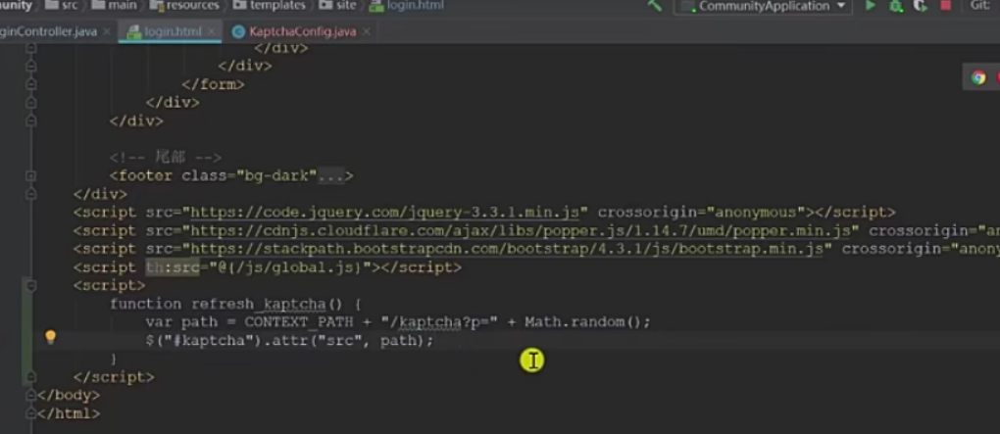 nunity src main resources templates site login.html CommunityApplication Git:
ginController.java login.html KaptchaConfig.java
</div>
</div>
</form>
</div>
</div>
<!-- 尾部 -->
<footer class="bg-dark"...>
</div>
<script src="https://code.jquery.com/jquery-3.3.1.min.js" crossorigin="anonymous"></script>
<script src="https://cdnjs.cloudflare.com/ajax/libs/popper.js/1.14.7/umd/popper.min.js" crossorigin="an
<script src="https://stackpath.bootstrapcdn.com/bootstrap/4.3.1/js/bootstrap.min.js" crossorigin="anony
<script th:src="@{/js/global.js}"></script>
<script>
function refresh_kaptcha() {
var path = CONTEXT_PATH + "/kaptcha?p=" + Math.random();
$("#kaptcha").attr("src", path);
}
</script>
</body>
</html>